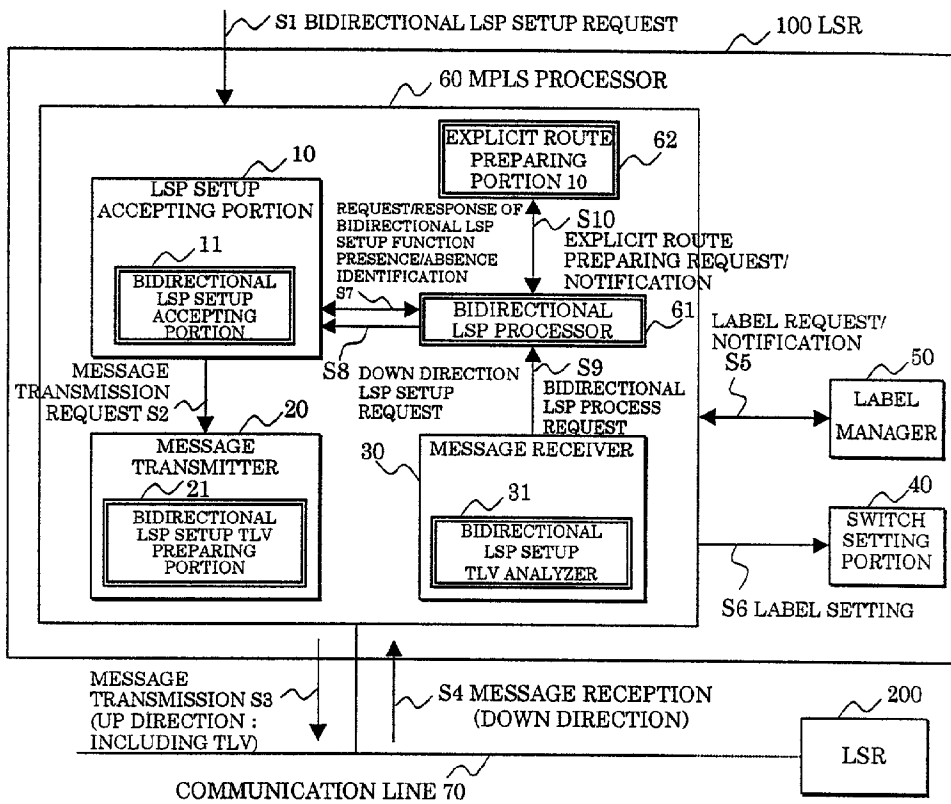 S1 BIDIRECTIONAL LSP SETUP REQUEST
100 LSR
60 MPLS PROCESSOR
10
LSP SETUP
ACCEPTING PORTION
11
BIDIRECTIONAL
LSP SETUP
ACCEPTING
PORTION
EXPLICIT ROUTE
PREPARING
PORTION 10
62
REQUEST/RESPONSE OF
BIDIRECTIONAL LSP
SETUP FUNCTION
PRESENCE/ABSENCE
IDENTIFICATION
S7
S10
EXPLICIT ROUTE
PREPARING REQUEST/
NOTIFICATION
BIDIRECTIONAL
LSP PROCESSOR
61
S8
DOWN DIRECTION
LSP SETUP
REQUEST
S9
BIDIRECTIONAL
LSP PROCESS
REQUEST
LABEL REQUEST/
NOTIFICATION
S5
50
LABEL
MANAGER
MESSAGE
TRANSMISSION
REQUEST S2
20
MESSAGE
TRANSMITTER
21
BIDIRECTIONAL
LSP SETUP TLV
PREPARING
PORTION
30
MESSAGE RECEIVER
31
BIDIRECTIONAL
LSP SETUP
TLV ANALYZER
40
SWITCH
SETTING
PORTION
S6 LABEL SETTING
MESSAGE
TRANSMISSION S3
(UP DIRECTION :
INCLUDING TLV)
S4 MESSAGE RECEPTION
(DOWN DIRECTION)
200
LSR
COMMUNICATION LINE 70